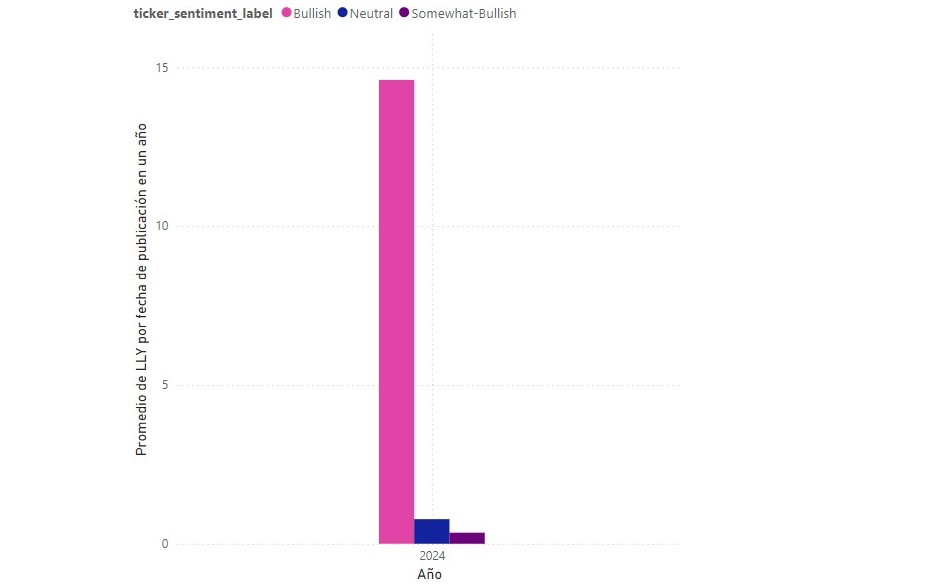 ticker_sentiment_label Bullish Neutral Somewhat-Bullish
Promedio de LLY por fecha de publicación en un año
15
10
5
0
2024
Año